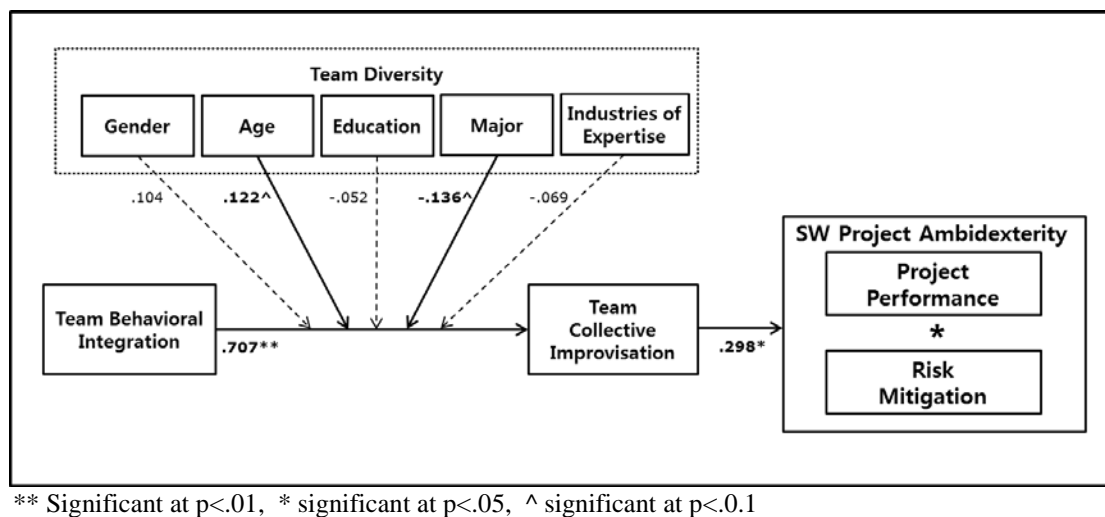 Team Diversity
Gender
Age
Education
Major
Industries of
Expertise
.104
.122^
-.052
-.136^
-.069
SW Project Ambidexterity
Project
Performance
*
Risk
Mitigation
Team Behavioral
Integration
.707**
Team
Collective
Improvisation
.298*
** Significant at p<.01, * significant at p<.05, ^ significant at p<.0.1